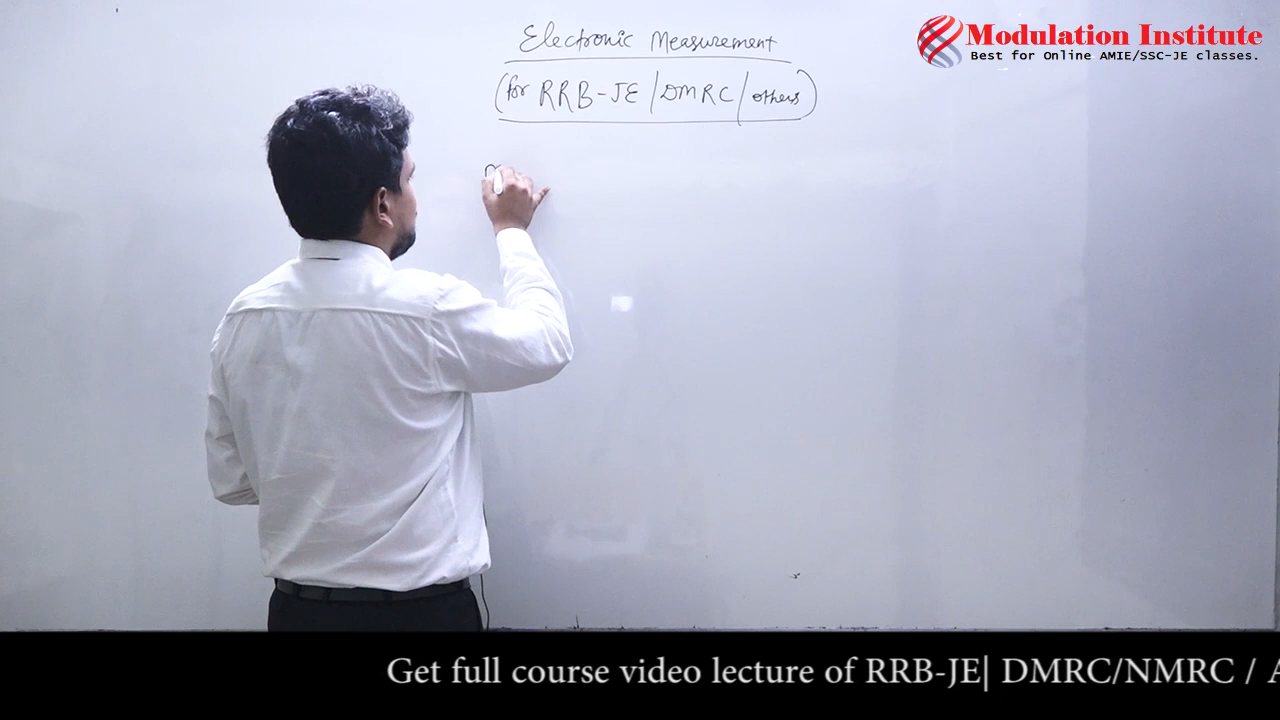 Electronic Measurement
(for RRB-JE/DMRC/others)
Modulation Institute
Best for Online AMIE/SSC-JE classes.
Get full course video lecture of RRB-JE| DMRC/NMRC / A